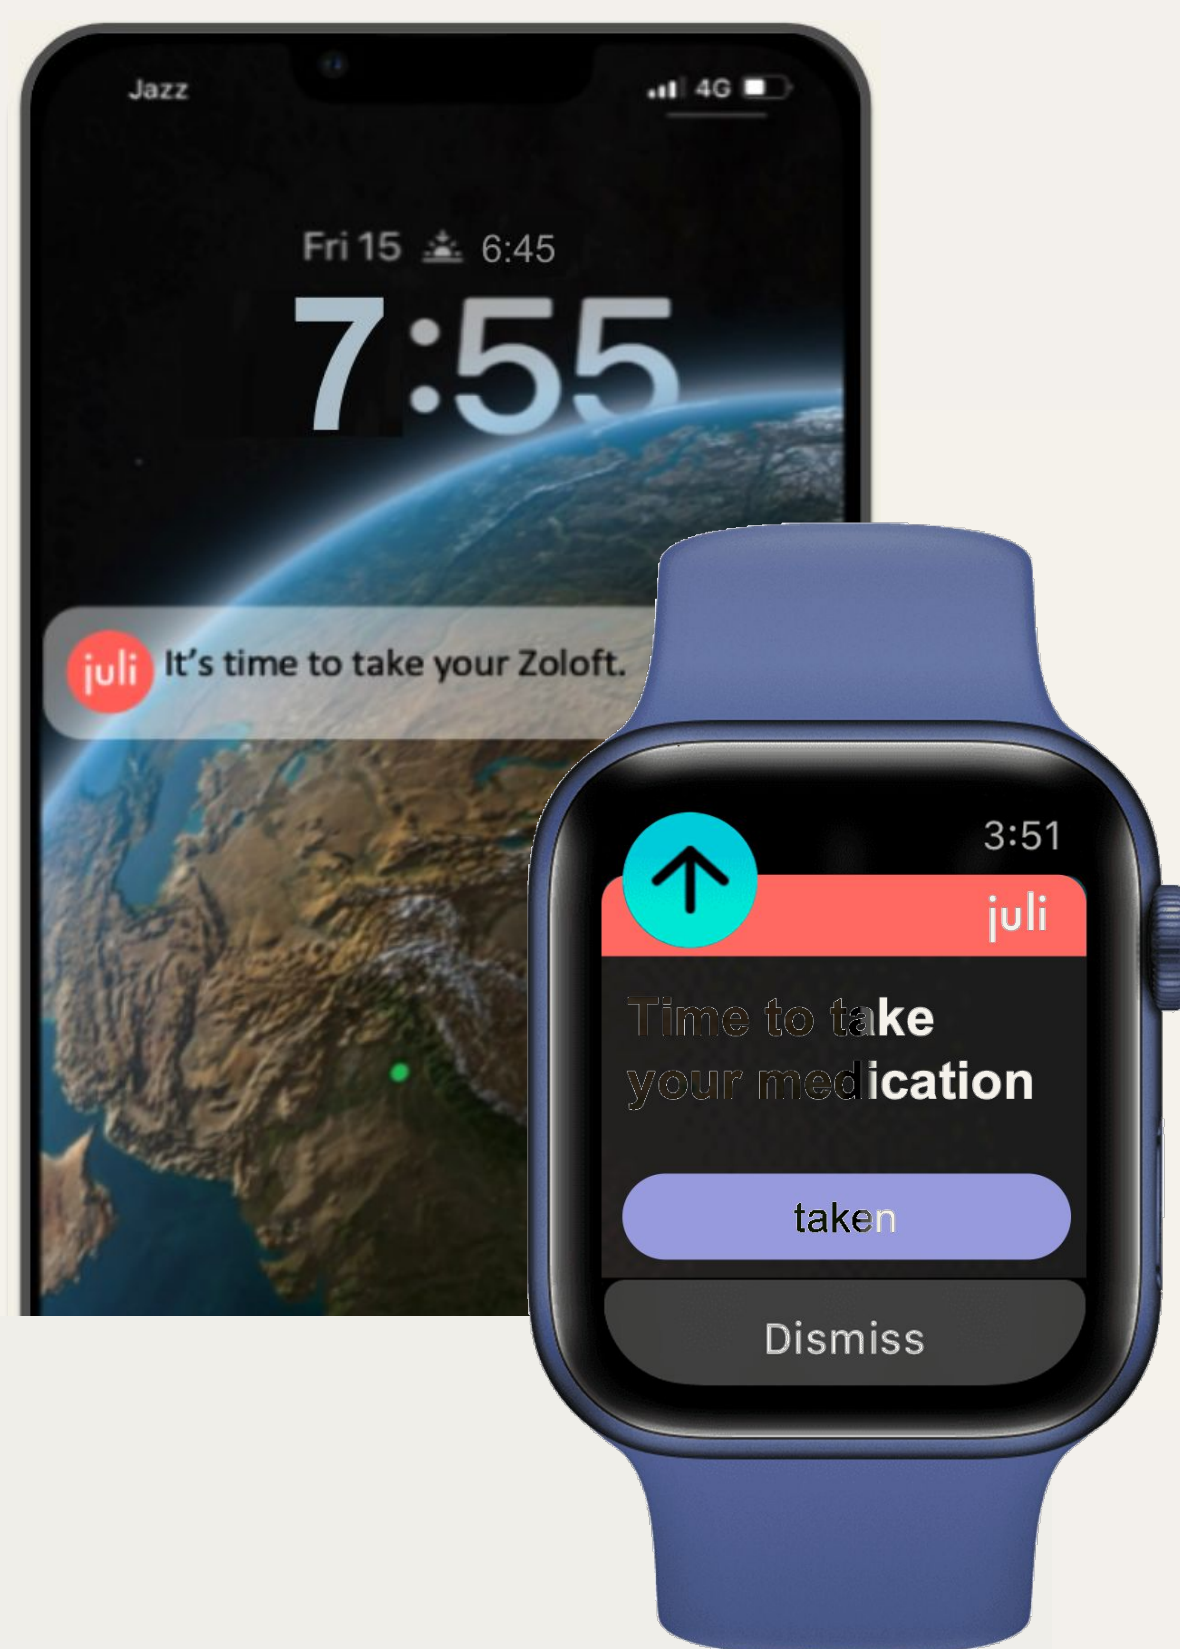 Jazz
4G
Fri 15 6:45
7:55
juli It's time to take your Zoloft.
3:51
juli
Time to take
your medication
taken
Dismiss